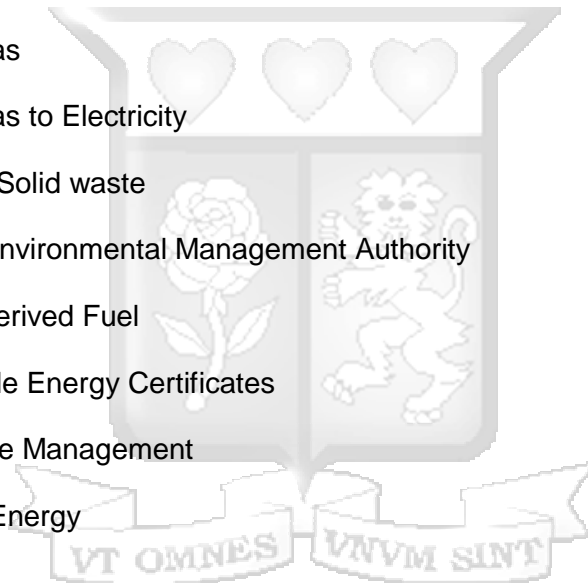 as
as to Electricity
Solid waste
nvironmental Management Authority
erived Fuel
le Energy Certificates
e Management
Energy
VT OMNES VNVM SINT